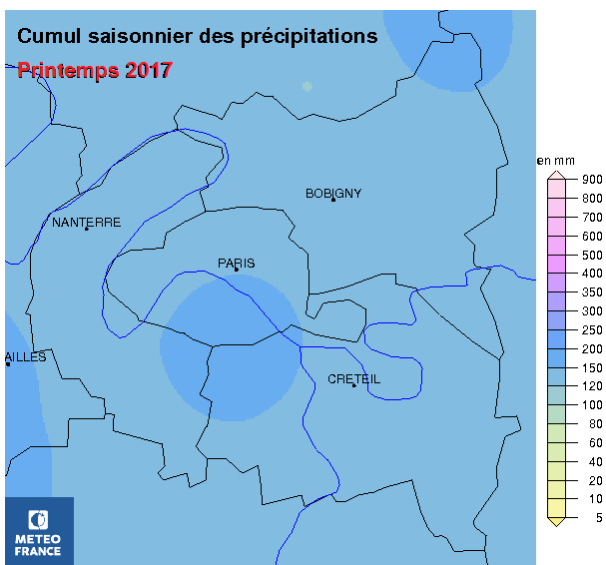 Cumul saisonnier des précipitations
Printemps 2017
en mm
900
800
700
600
500
400
350
300
250
200
150
120
100
80
60
40
20
10
5
BOBIGNY
NANTERRE
PARIS
AILLES
CRETEIL
METEO
FRANCE